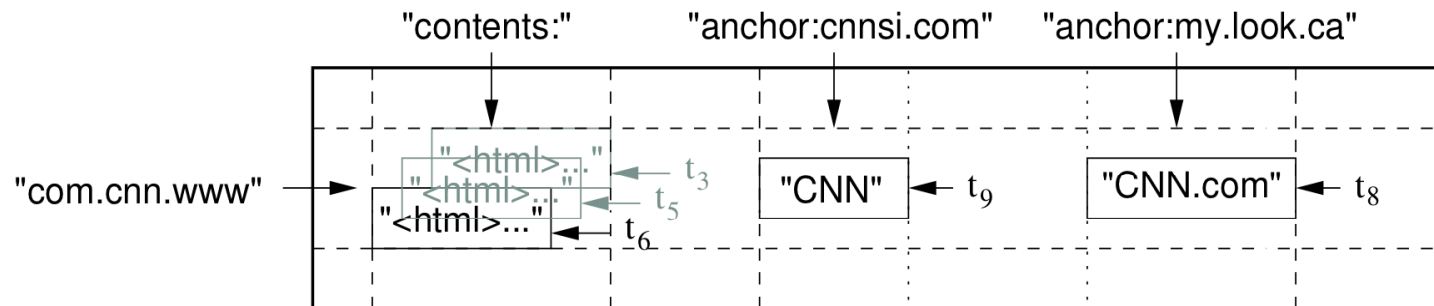 "contents:" "anchor:cnnsi.com" "anchor:my.look.ca"
"<html>..." t3
"com.cnn.www" "<html>..." t5 "CNN" t9 "CNN.com" t8
"<html>..." t6